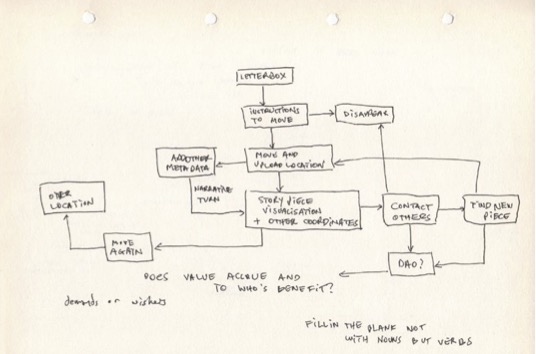 LETTERBOX
INSTRUCTIONS
TO MOVE
DISAPPEAR
ADD OTHER
METADATA
MOVE AND
UPLOAD LOCATION
NARRATIVE
TURN
OTHER
LOCATION
STORY PIECE
VISUALISATION
+ OTHER COORDINATES
CONTACT
OTHERS
FIND NEW
PIECE
MOVE
AGAIN
DAO?
DOES VALUE ACCRUE AND
TO WHO'S BENEFIT?
demands or wishes
FILL IN THE BLANK NOT
WITH NOUNS BUT VERBS